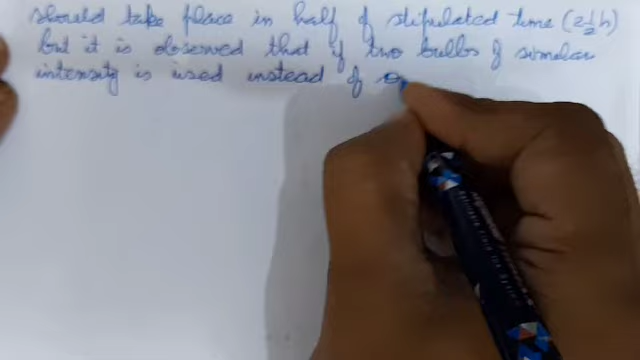 should take place in half of stipulated time (2½ h)
but it is observed that if two bulbs of similar
intensity is used instead of o